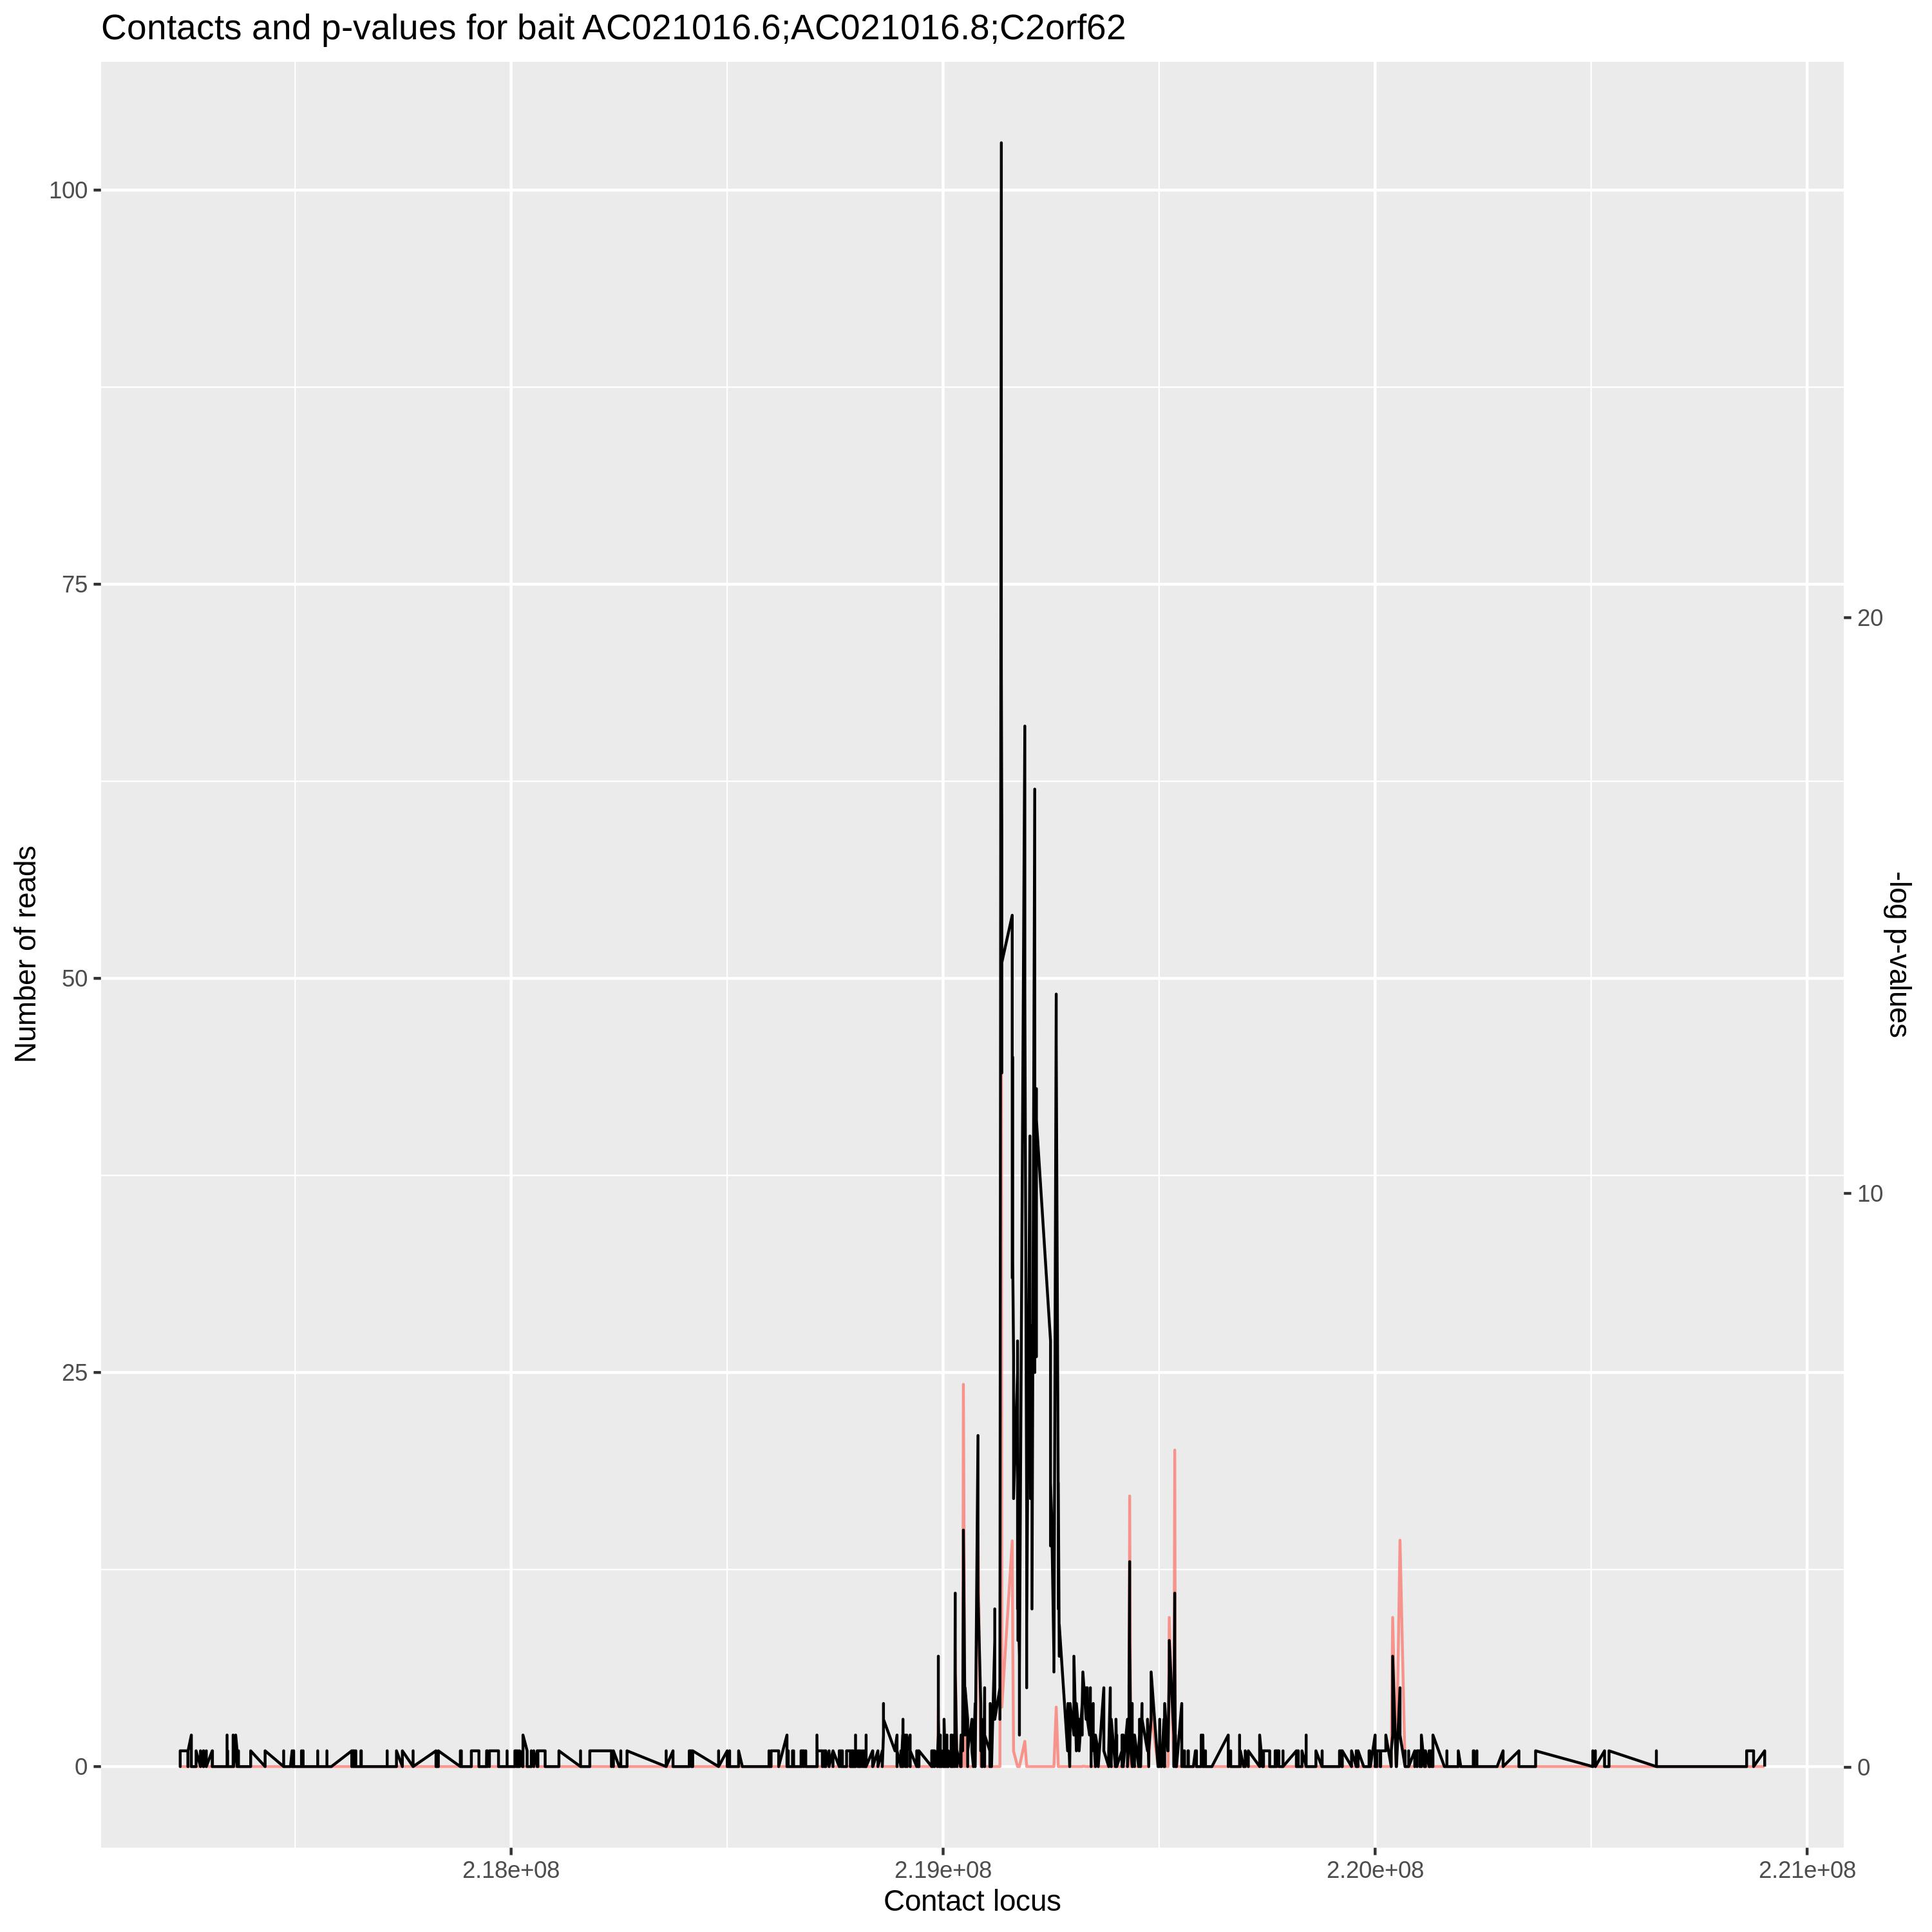 Contacts and p-values for bait AC021016.6;AC021016.8;C2orf62
100
75
50
25
0
Number of reads
20
10
0
-log p-values
2.18e+08
2.19e+08
2.20e+08
2.21e+08
Contact locus